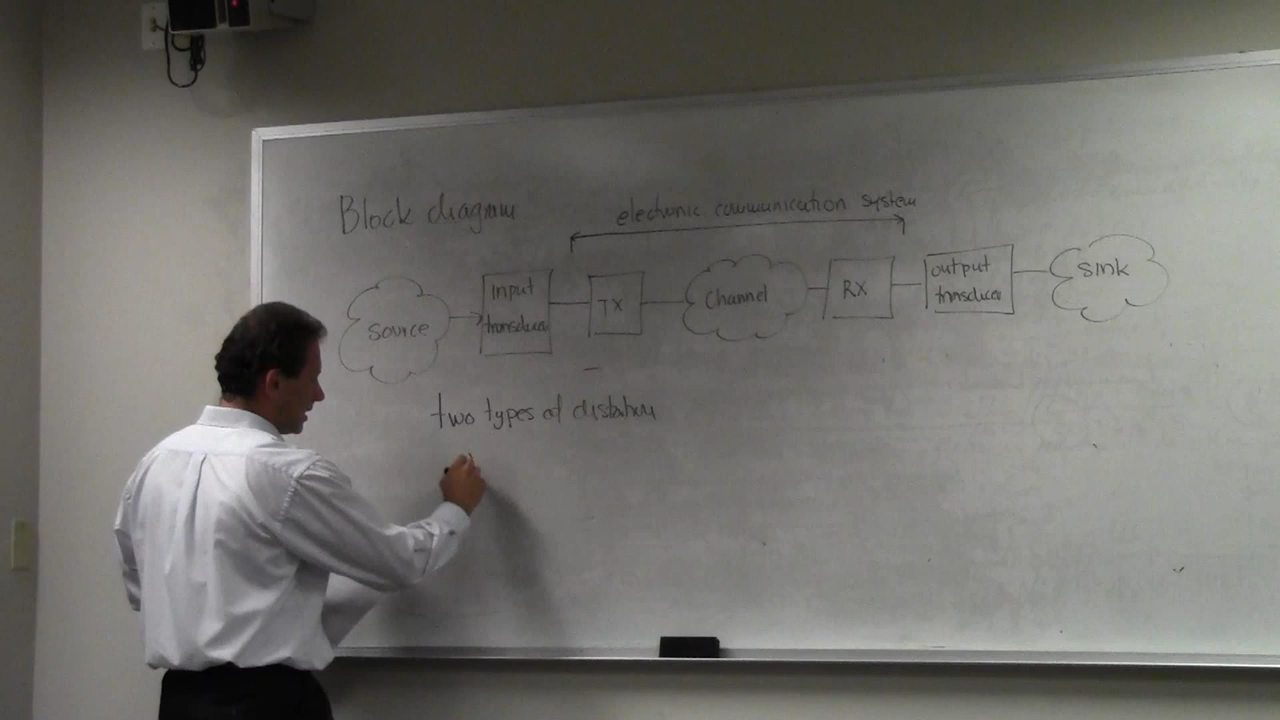 Block diagram
electronic communication system
source
input
transducer
TX
Channel
RX
output
transducer
sink
two types of distortion